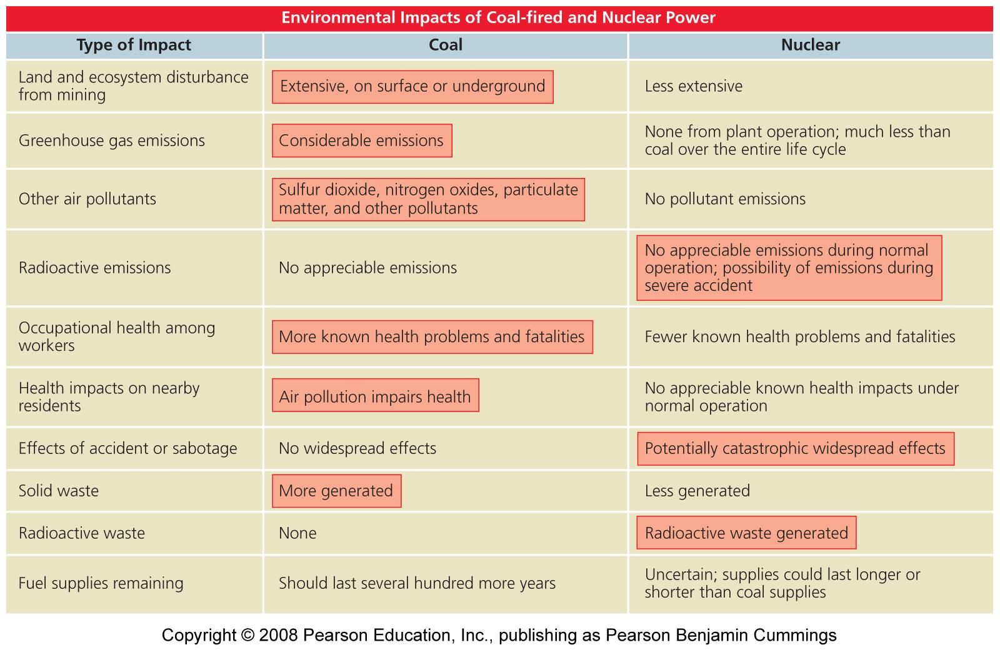 Environmental Impacts of Coal-fired and Nuclear Power
Type of Impact
Coal
Nuclear
Land and ecosystem disturbance
from mining
Extensive, on surface or underground
Less extensive
Greenhouse gas emissions
Considerable emissions
None from plant operation; much less than
coal over the entire life cycle
Other air pollutants
Sulfur dioxide, nitrogen oxides, particulate
matter, and other pollutants
No pollutant emissions
Radioactive emissions
No appreciable emissions
No appreciable emissions during normal
operation; possibility of emissions during
severe accident
Occupational health among
workers
More known health problems and fatalities
Fewer known health problems and fatalities
Health impacts on nearby
residents
Air pollution impairs health
No appreciable known health impacts under
normal operation
Effects of accident or sabotage
No widespread effects
Potentially catastrophic widespread effects
Solid waste
More generated
Less generated
Radioactive waste
None
Radioactive waste generated
Fuel supplies remaining
Should last several hundred more years
Uncertain; supplies could last longer or
shorter than coal supplies
Copyright © 2008 Pearson Education, Inc., publishing as Pearson Benjamin Cummings